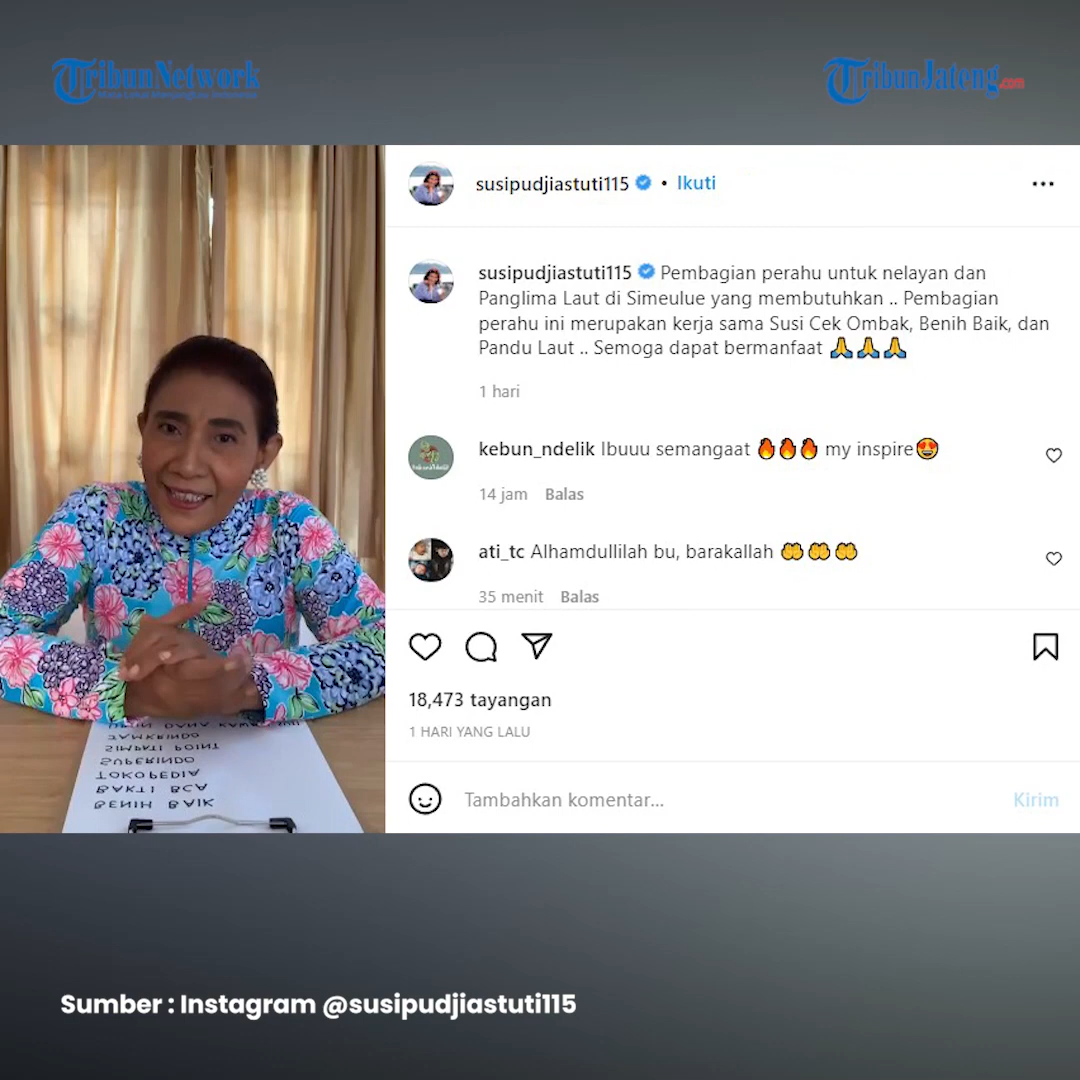 TribunNetwork
TribunJateng.com
susipudjiastuti115 • Ikuti
susipudjiastuti115 Pembagian perahu untuk nelayan dan
Panglima Laut di Simeulue yang membutuhkan .. Pembagian
perahu ini merupakan kerja sama Susi Cek Ombak, Benih Baik, dan
Pandu Laut .. Semoga dapat bermanfaat 🙏🙏🙏
1 hari
kebun_ndelik Ibuuu semangaat 🔥🔥🔥 my inspire😍
14 jam Balas
ati_tc Alhamdullilah bu, barakallah 🤲🤲🤲
35 menit Balas
18,473 tayangan
1 HARI YANG LALU
Tambahkan komentar...
Kirim
JAMKRINDO
SIMPATI POINT
SUPERINDO
TOKOPEDIA
BAKTI BCA
BENIH BAIK
Sumber : Instagram @susipudjiastuti115